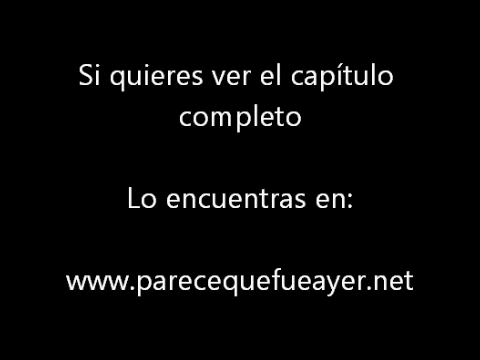 Si quieres ver el capítulo
completo
Lo encuentras en:
www.parecequefueayer.net